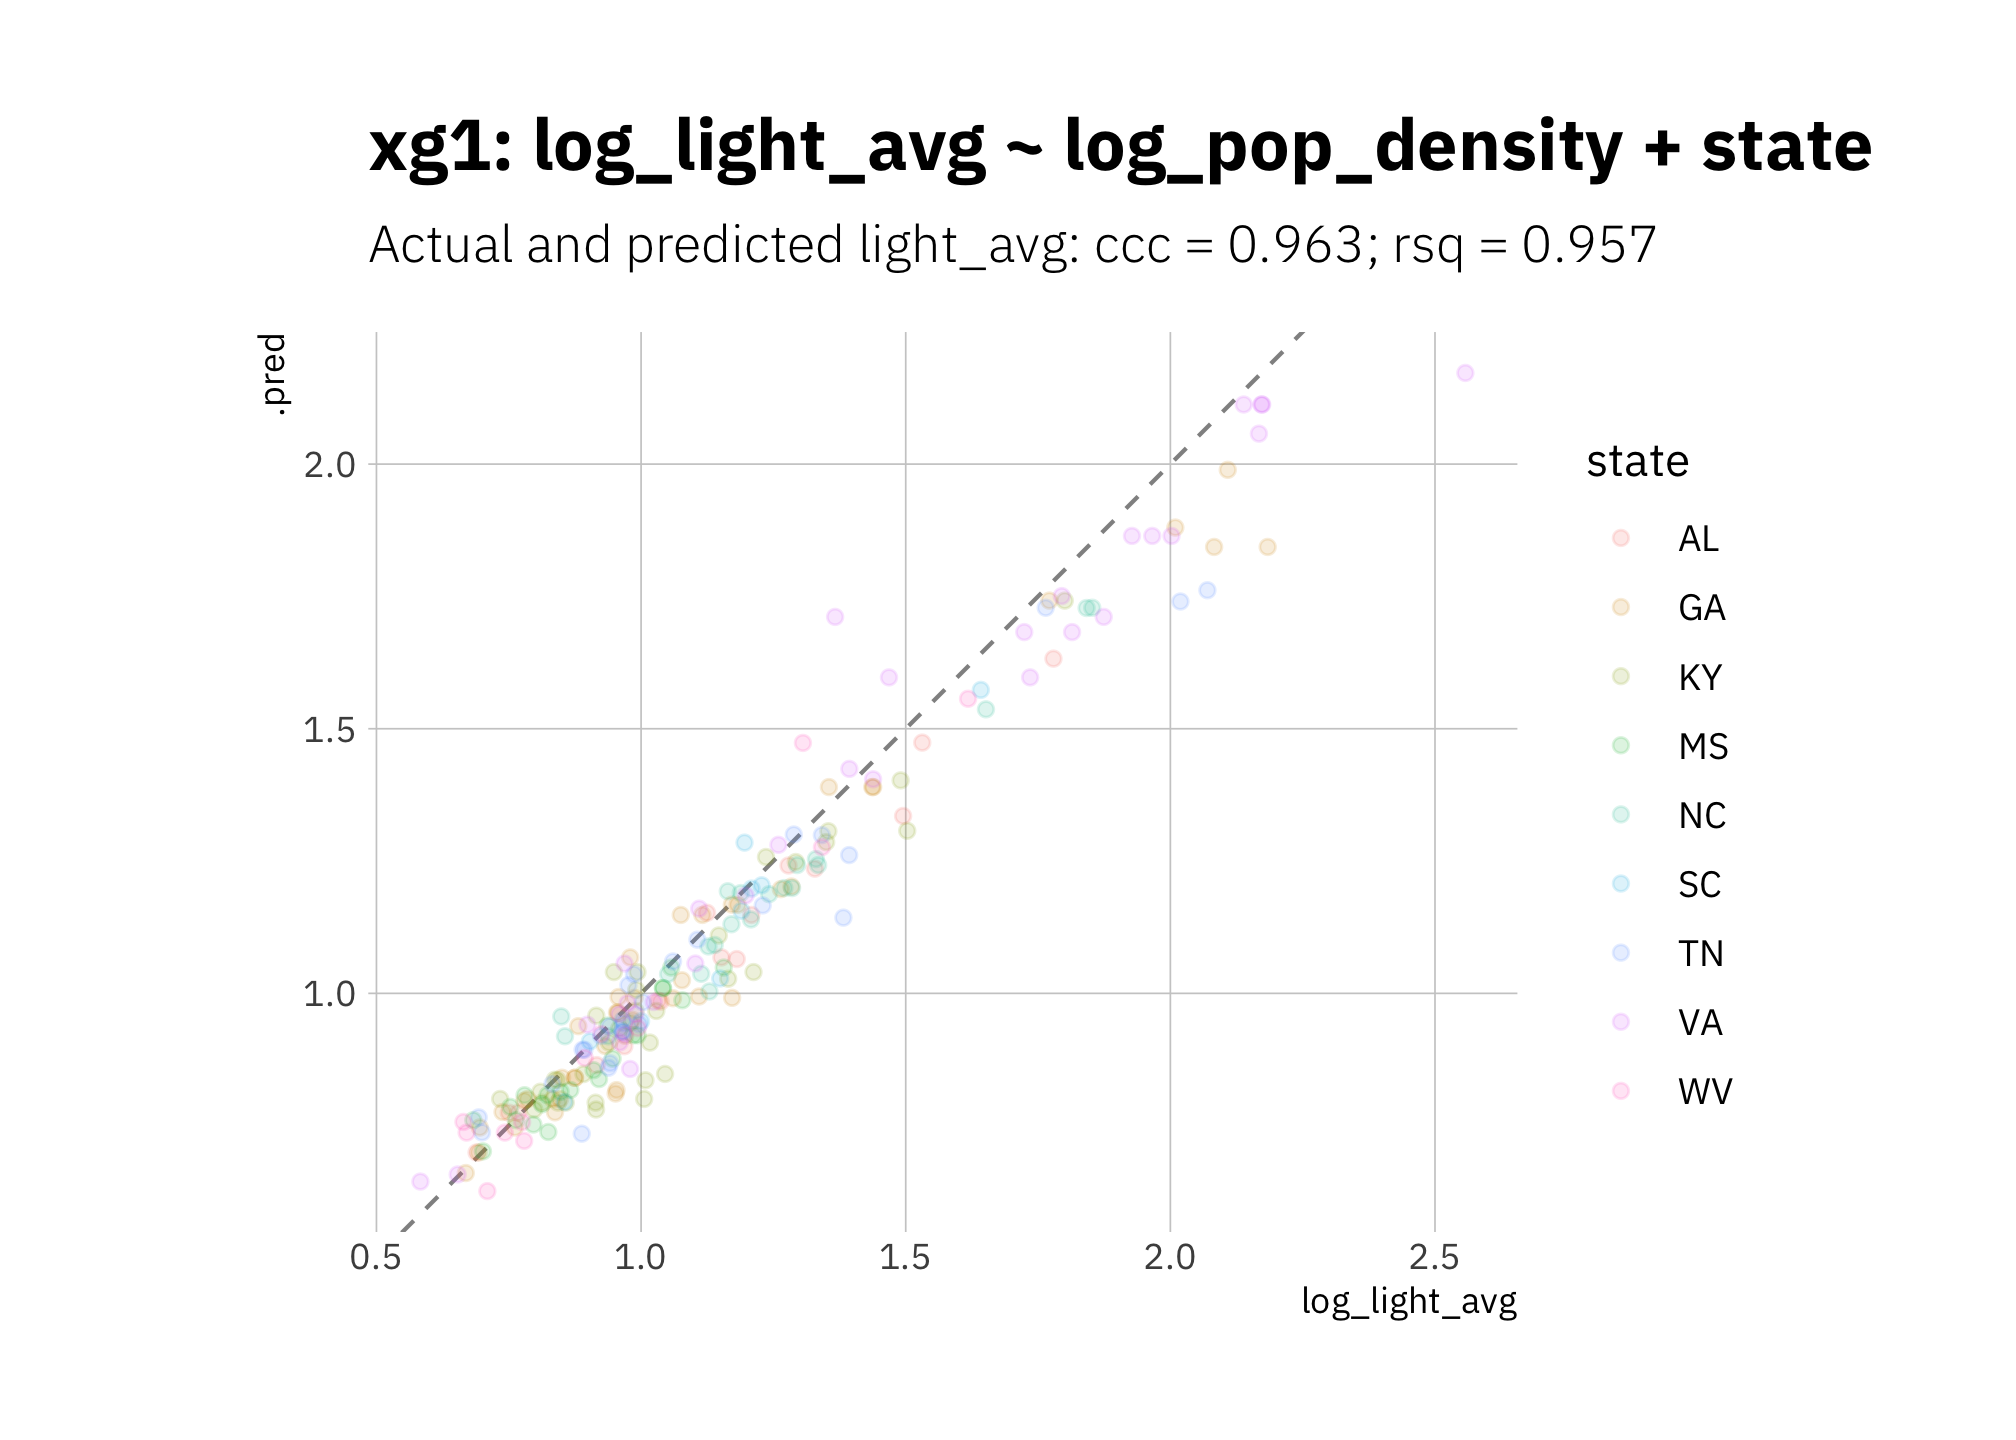 xg1: log_light_avg ~ log_pop_density + state
Actual and predicted light_avg: ccc = 0.963; rsq = 0.957
.pred
2.0
1.5
1.0
0.5
1.0
1.5
2.0
2.5
log_light_avg
state
AL
GA
KY
MS
NC
SC
TN
VA
WV